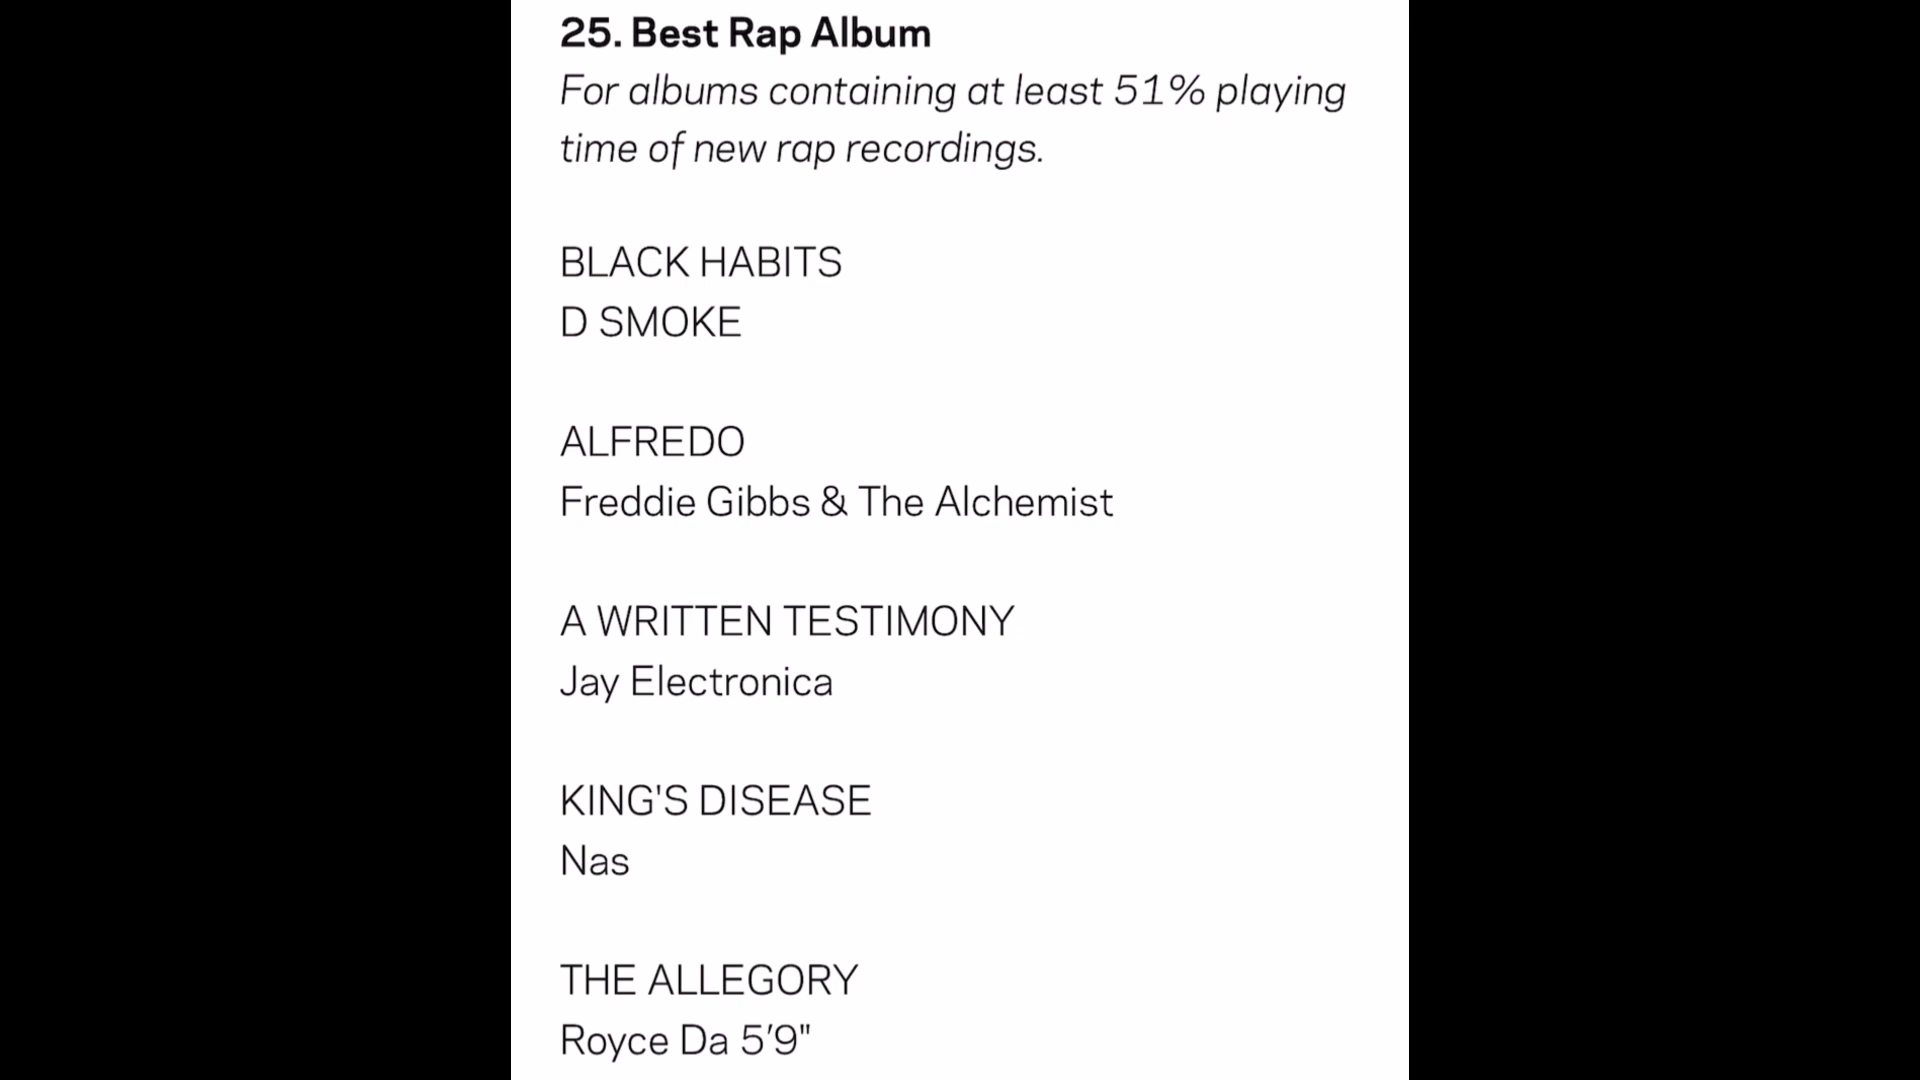 25. Best Rap Album
For albums containing at least 51% playing
time of new rap recordings.
BLACK HABITS
D SMOKE
ALFREDO
Freddie Gibbs & The Alchemist
A WRITTEN TESTIMONY
Jay Electronica
KING'S DISEASE
Nas
THE ALLEGORY
Royce Da 5'9"